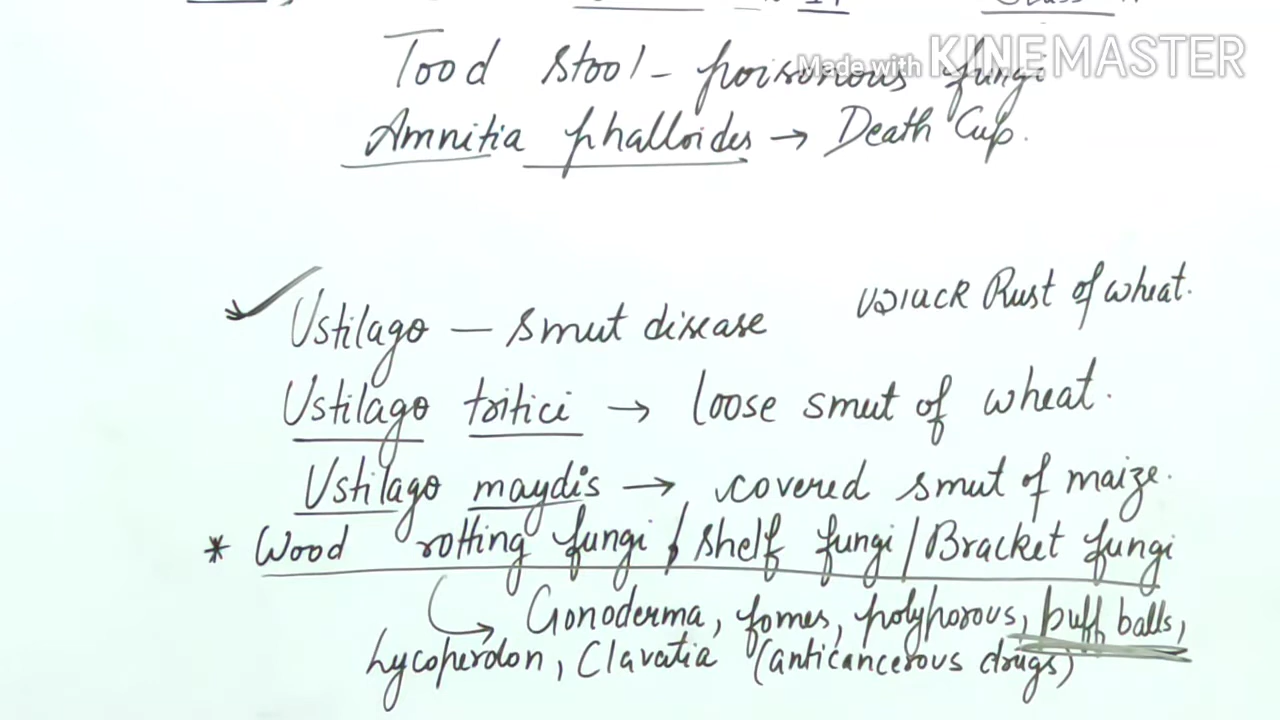 Tood stool - poisonous fungi
Made with KINEMASTER
Amnitia phalloides → Death Cup.
Black Rust of wheat.
Ustilago — smut disease
Ustilago tritici → loose smut of wheat.
Ustilago maydis → covered smut of maize.
* Wood rotting fungi / shelf fungi / Bracket fungi
Gonoderma, fomes, polyporous, buff balls,
Lycoperdon, Clavatia (anticancerous drugs)